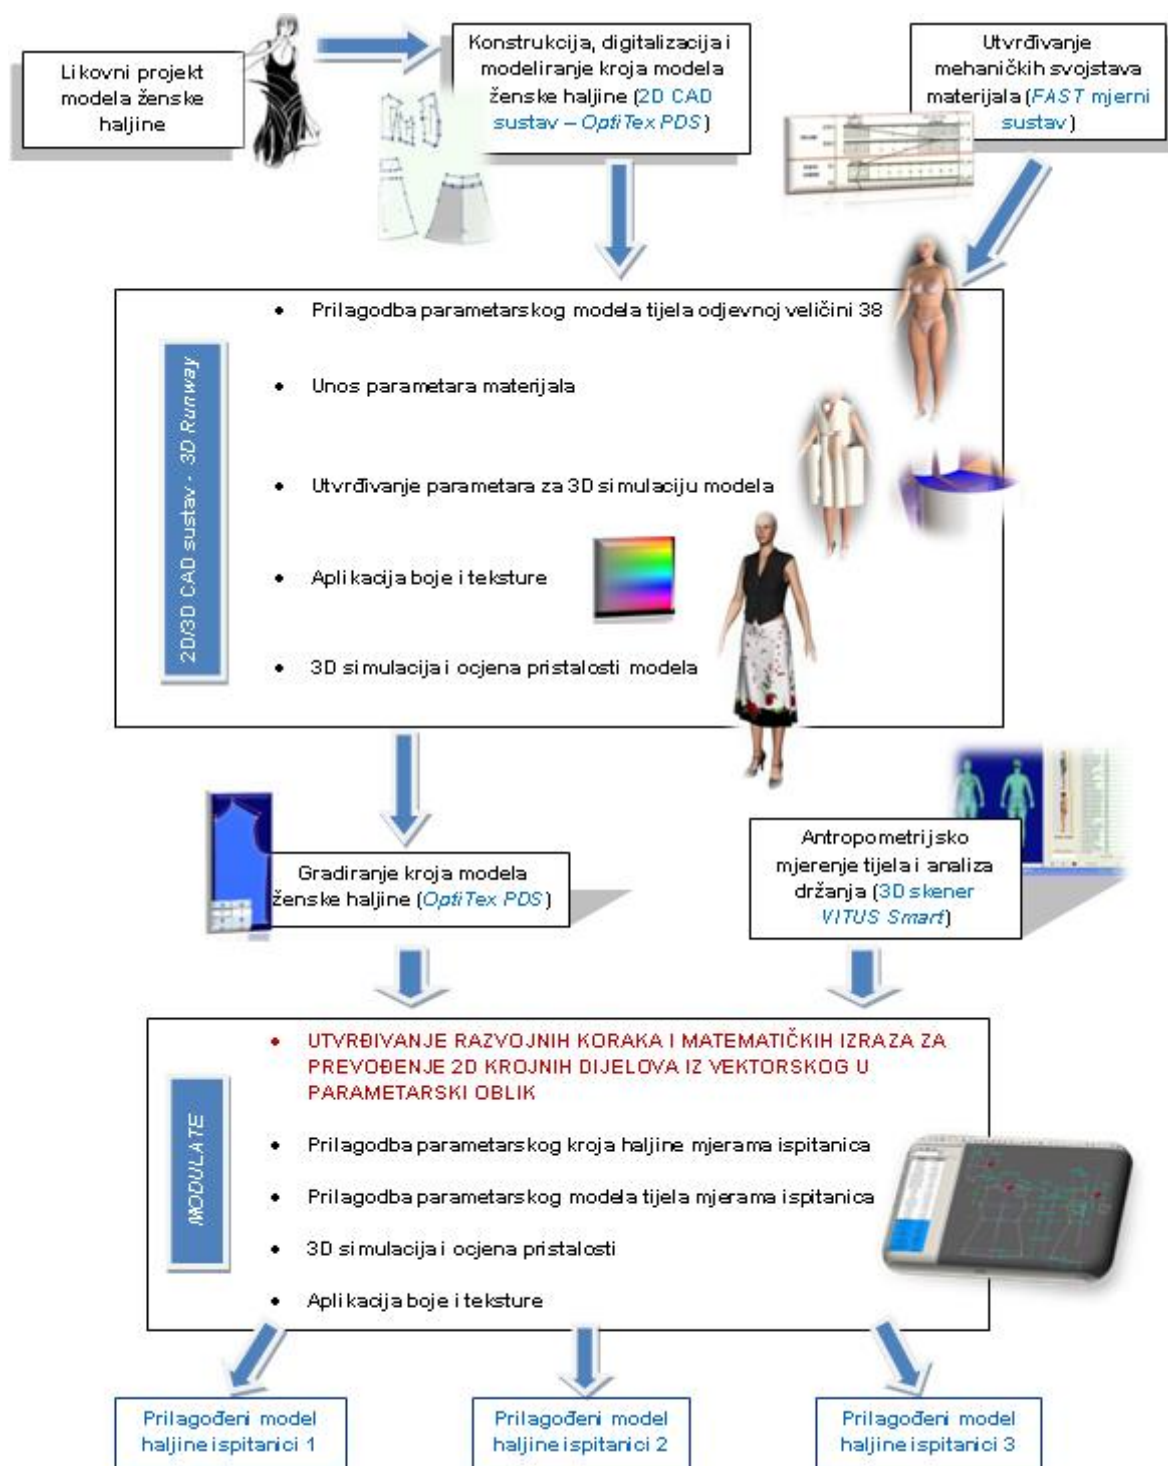 Likovni projekt
modela ženske
haljine
Konstrukcija, digitalizacija i
modeliranje kroja modela
ženske haljine (2D CAD
sustav – OptiTex PDS)
Utvrđivanje
mehaničkih svojstava
materijala (FAST mjerni
sustav)
2D/3D CAD sustav - 3D Runway
• Prilagodba parametarskog modela tijela odjevnoj veličini 38
• Unos parametara materijala
• Utvrđivanje parametara za 3D simulaciju modela
• Aplikacija boje i teksture
• 3D simulacija i ocjena pristalosti modela
Gradiranje kroja modela
ženske haljine (OptiTex PDS)
Antropometrijsko
mjerenje tijela i analiza
držanja (3D skener
VITUS Smart)
MODULATE
• UTVRĐIVANJE RAZVOJNIH KORAKA I MATEMATIČKIH IZRAZA ZA
PREVOĐENJE 2D KROJNIH DIJELOVA IZ VEKTORSKOG U
PARAMETARSKI OBLIK
• Prilagodba parametarskog kroja haljine mjerama ispitanica
• Prilagodba parametarskog modela tijela mjerama ispitanica
• 3D simulacija i ocjena pristalosti
• Aplikacija boje i teksture
Prilagođeni model
haljine ispitanici 1
Prilagođeni model
haljine ispitanici 2
Prilagođeni model
haljine ispitanici 3